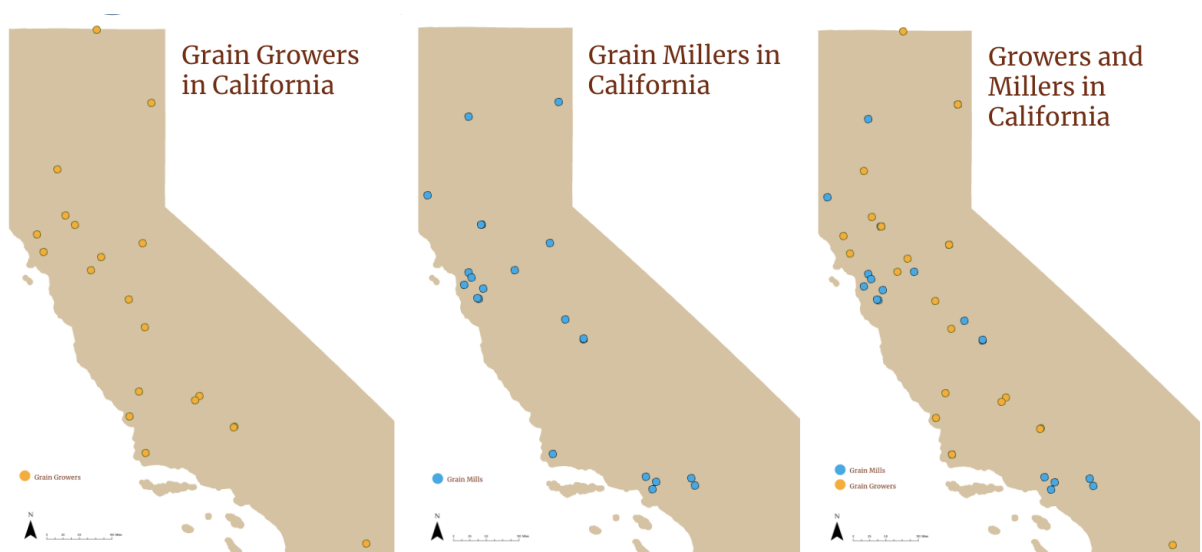 Grain Growers
in California
Grain Growers
N
Grain Millers in
California
Grain Mills
N
Growers and
Millers in
California
Grain Mills
Grain Growers
N